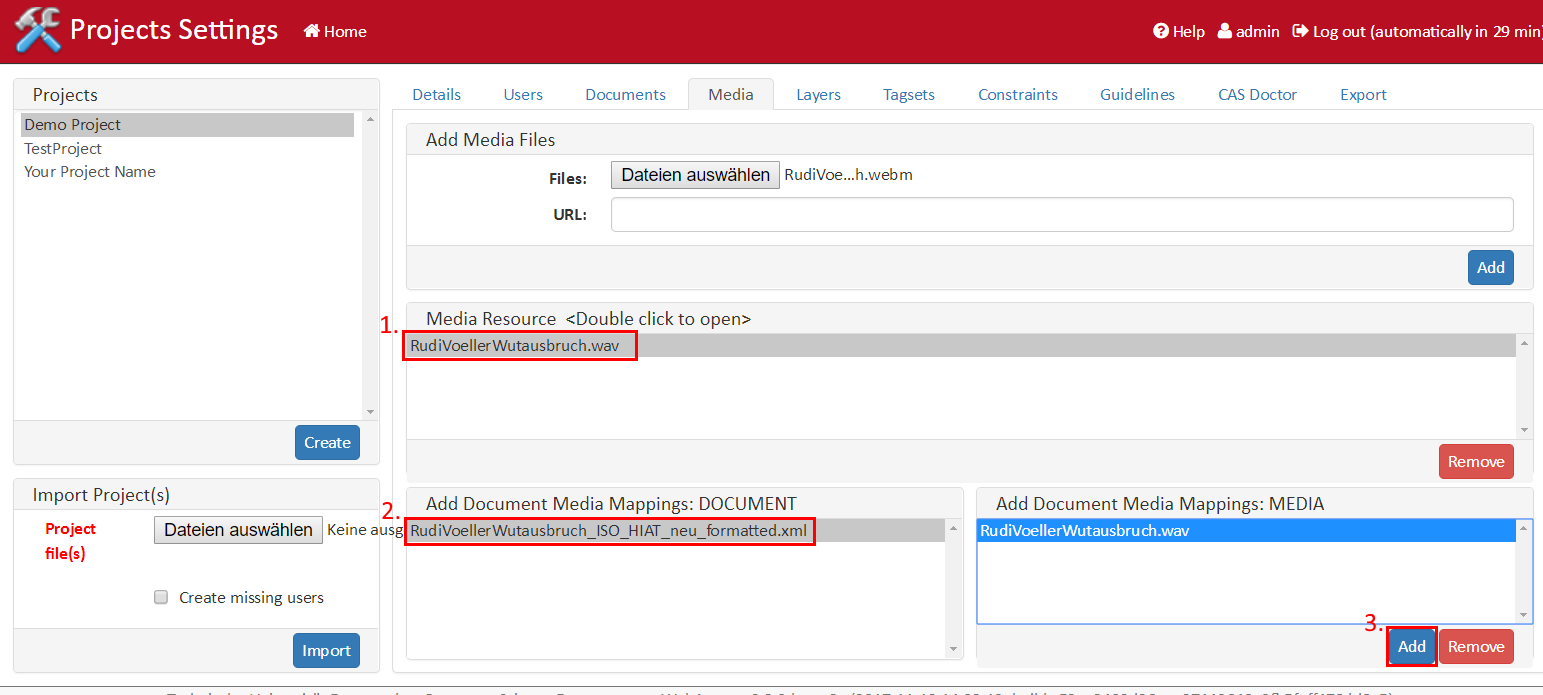 Projects Settings Home Help admin Log out (automatically in 29 min
Projects
Demo Project
TestProject
Your Project Name
Create
Import Project(s)
Project file(s)
Dateien auswählen Keine ausg
Create missing users
Import
Details Users Documents Media Layers Tagsets Constraints Guidelines CAS Doctor Export
Add Media Files
Files: Dateien auswählen RudiVoe...h.webm
URL:
Add
Media Resource <Double click to open>
1. RudiVoellerWutausbruch.wav
Remove
Add Document Media Mappings: DOCUMENT
2. RudiVoellerWutausbruch_ISO_HIAT_neu_formatted.xml
Add Document Media Mappings: MEDIA
RudiVoellerWutausbruch.wav
3. Add Remove